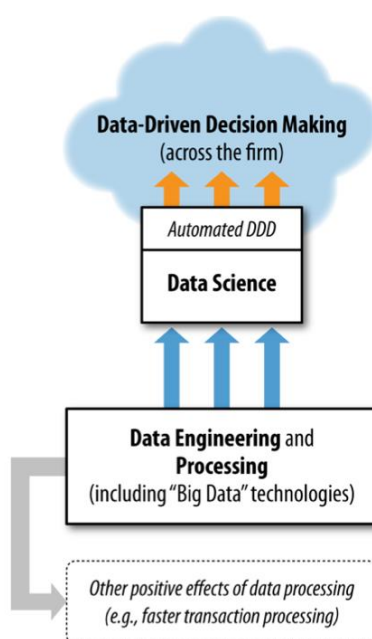 Data-Driven Decision Making
(across the firm)
Automated DDD
Data Science
Data Engineering and
Processing
(including “Big Data” technologies)
Other positive effects of data processing
(e.g., faster transaction processing)